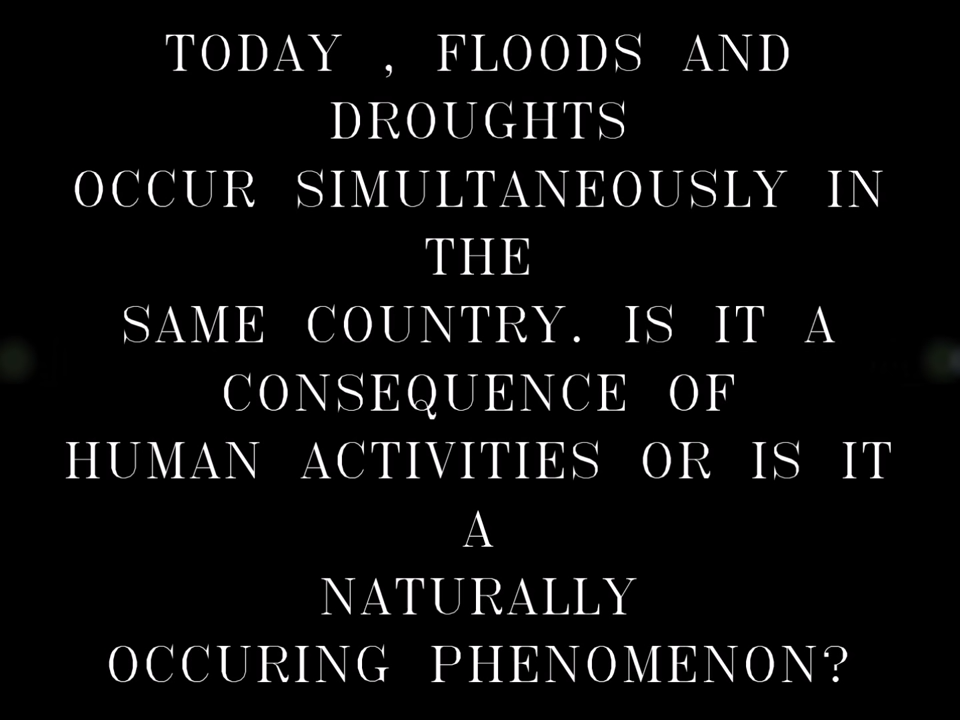 TODAY , FLOODS AND
DROUGHTS
OCCUR SIMULTANEOUSLY IN
THE
SAME COUNTRY. IS IT A
CONSEQUENCE OF
HUMAN ACTIVITIES OR IS IT
A
NATURALLY
OCCURING PHENOMENON?